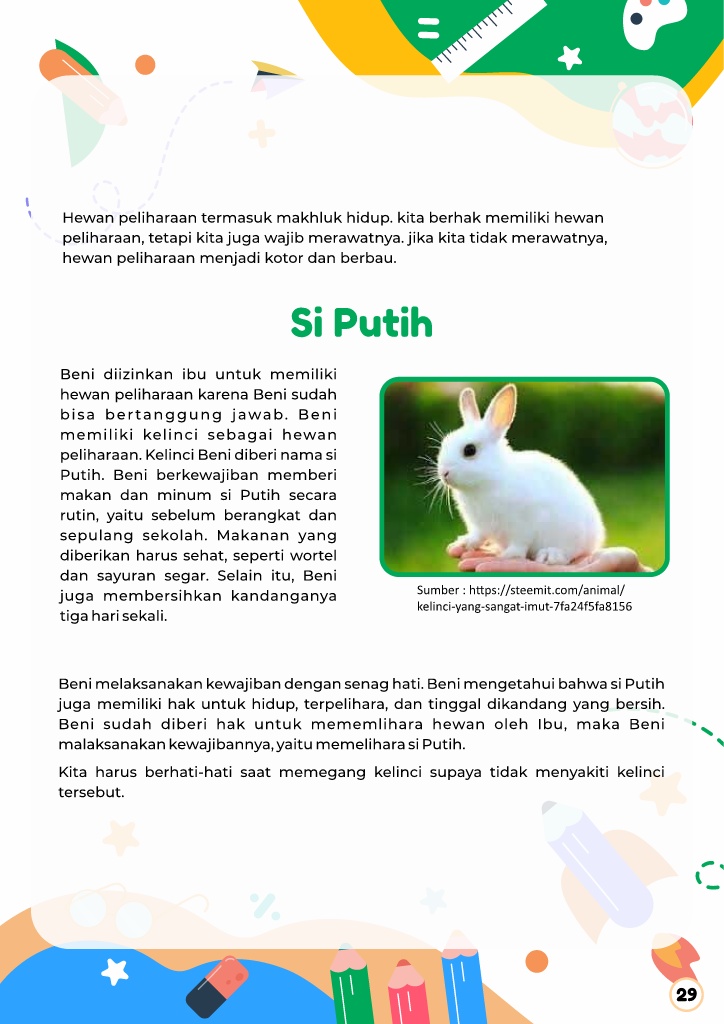 Hewan peliharaan termasuk makhluk hidup. kita berhak memiliki hewan
peliharaan, tetapi kita juga wajib merawatnya. jika kita tidak merawatnya,
hewan peliharaan menjadi kotor dan berbau.
Si Putih
Beni diizinkan ibu untuk memiliki
hewan peliharaan karena Beni sudah
bisa bertanggung jawab. Beni
memiliki kelinci sebagai hewan
peliharaan. Kelinci Beni diberi nama si
Putih. Beni berkewajiban memberi
makan dan minum si Putih secara
rutin, yaitu sebelum berangkat dan
sepulang sekolah. Makanan yang
diberikan harus sehat, seperti wortel
dan sayuran segar. Selain itu, Beni
juga membersihkan kandanganya
tiga hari sekali.
Sumber : https://steemit.com/animal/
kelinci-yang-sangat-imut-7fa24f5fa8156
Beni melaksanakan kewajiban dengan senag hati. Beni mengetahui bahwa si Putih
juga memiliki hak untuk hidup, terpelihara, dan tinggal dikandang yang bersih.
Beni sudah diberi hak untuk mememlihara hewan oleh Ibu, maka Beni
malaksanakan kewajibannya, yaitu memelihara si Putih.
Kita harus berhati-hati saat memegang kelinci supaya tidak menyakiti kelinci
tersebut.
29